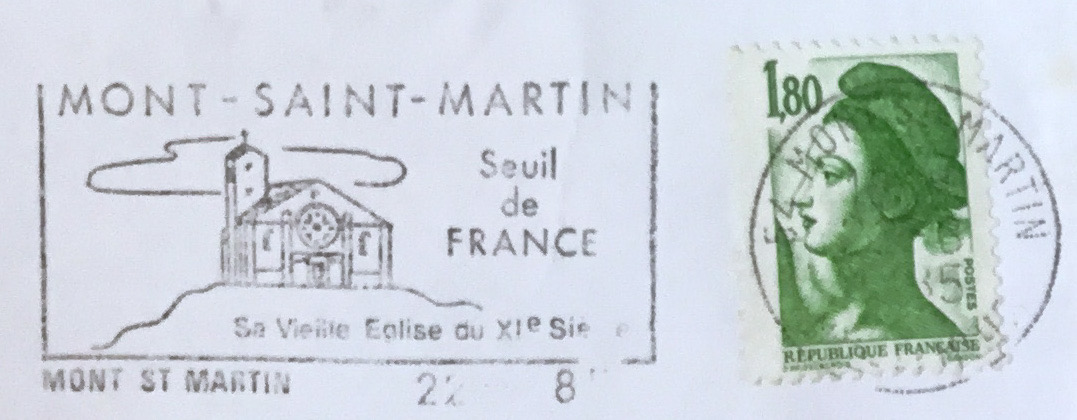 MONT-SAINT-MARTIN
Seuil
de
FRANCE
Sa Vieille Eglise du XIe
MONT ST MARTIN
22
1,80
POSTES
RÉPUBLIQUE FRANÇAISE
MARTIN